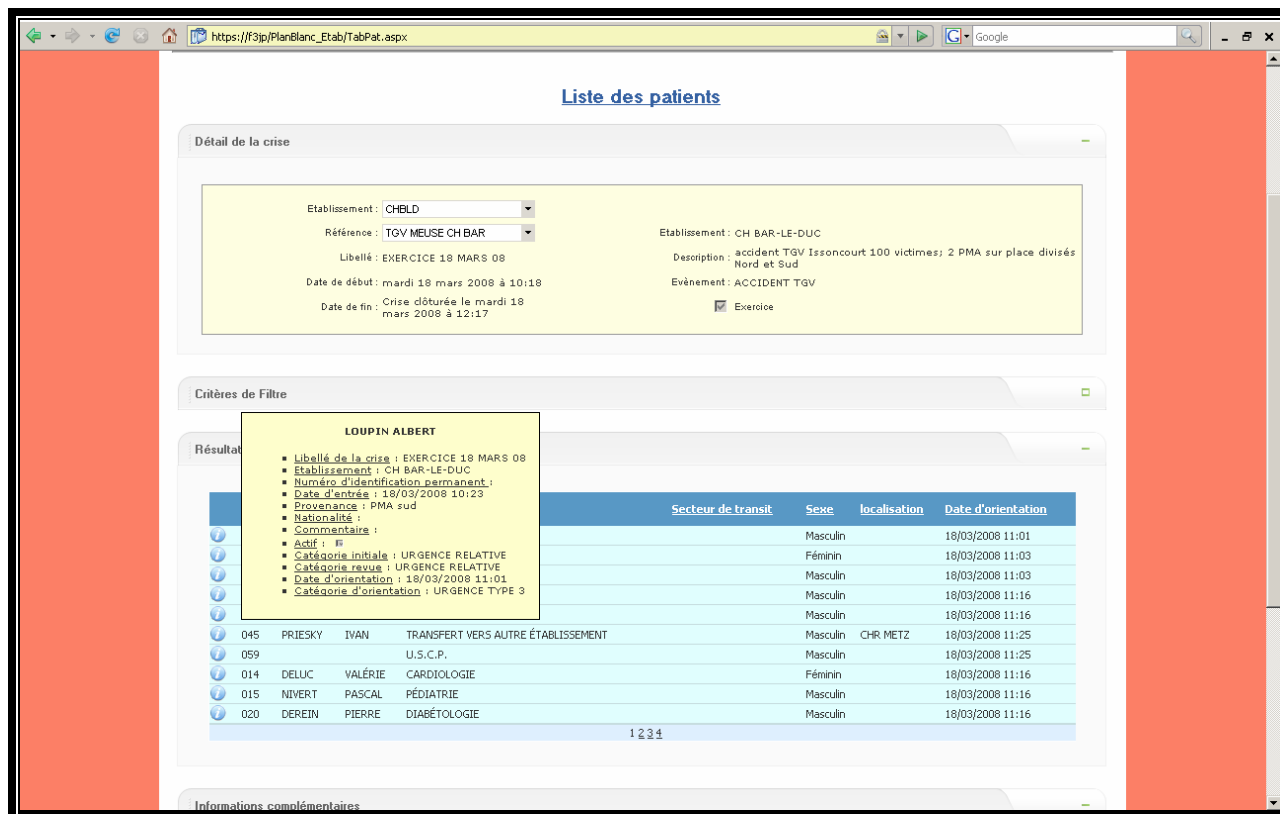 https://f3jp/PlanBlanc_Etab/TabPat.aspx
Google
Liste des patients
Détail de la crise
Etablissement : CHBLD
Référence : TGV MEUSE CH BAR Etablissement : CH BAR-LE-DUC
Libellé : EXERCICE 18 MARS 08 Description : accident TGV Issoncourt 100 victimes; 2 PMA sur place divisés
Nord et Sud
Date de début : mardi 18 mars 2008 à 10:18 Evènement : ACCIDENT TGV
Date de fin : Crise clôturée le mardi 18
mars 2008 à 12:17 Exercice
Critères de Filtre
Résultat
LOUPIN ALBERT
Libellé de la crise : EXERCICE 18 MARS 08
Etablissement : CH BAR-LE-DUC
Numéro d'identification permanent :
Date d'entrée : 18/03/2008 10:23
Provenance : PMA sud
Nationalité :
Commentaire :
Actif :
Catégorie initiale : URGENCE RELATIVE
Catégorie revue : URGENCE RELATIVE
Date d'orientation : 18/03/2008 11:01
Catégorie d'orientation : URGENCE TYPE 3
Secteur de transit Sexe localisation Date d'orientation
Masculin 18/03/2008 11:01
Féminin 18/03/2008 11:03
Masculin 18/03/2008 11:03
Masculin 18/03/2008 11:16
Masculin 18/03/2008 11:16
045 PRIESKY IVAN TRANSFERT VERS AUTRE ÉTABLISSEMENT Masculin CHR METZ 18/03/2008 11:25
059 U.S.C.P. Masculin 18/03/2008 11:25
014 DELUC VALÉRIE CARDIOLOGIE Féminin 18/03/2008 11:16
015 NIVERT PASCAL PÉDIATRIE Masculin 18/03/2008 11:16
020 DEREIN PIERRE DIABÉTOLOGIE Masculin 18/03/2008 11:16
1 2 3 4
Informations complémentaires